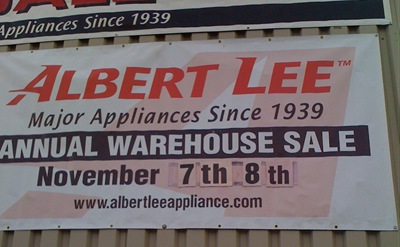 Appliances Since 1939
ALBERT LEE™
Major Appliances Since 1939
ANNUAL WAREHOUSE SALE
November 7th 8th
www.albertleeappliance.com